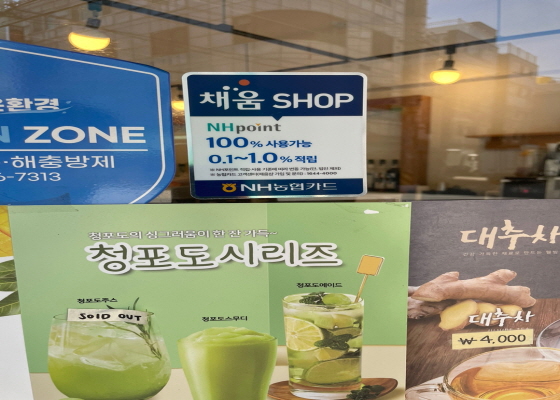 환경
N ZONE
·해충방제
6-7313
채움 SHOP
NHpoint
100% 사용가능
0.1~1.0% 적립
NH농협카드
청포도의 싱그러움이 한 잔 가득~
청포도 시리즈
청포도주스
SOLD OUT
청포도스무디
청포도에이드
대추차
대추차
₩4,000